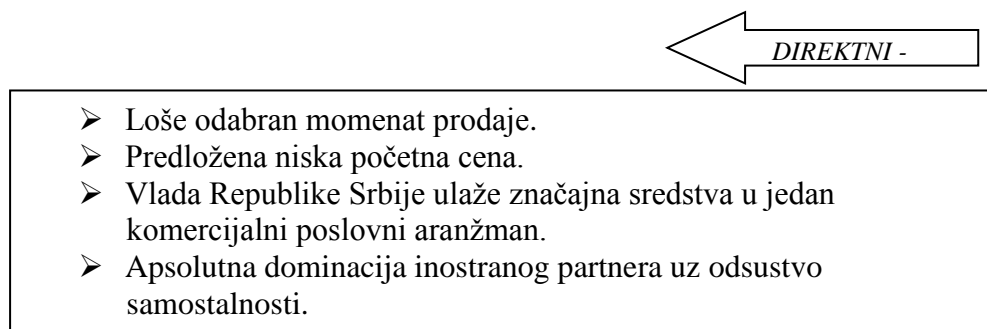 DIREKTNI -
➢ Loše odabran momenat prodaje.
➢ Predložena niska početna cena.
➢ Vlada Republike Srbije ulaže značajna sredstva u jedan
komercijalni poslovni aranžman.
➢ Apsolutna dominacija inostranog partnera uz odsustvo
samostalnosti.